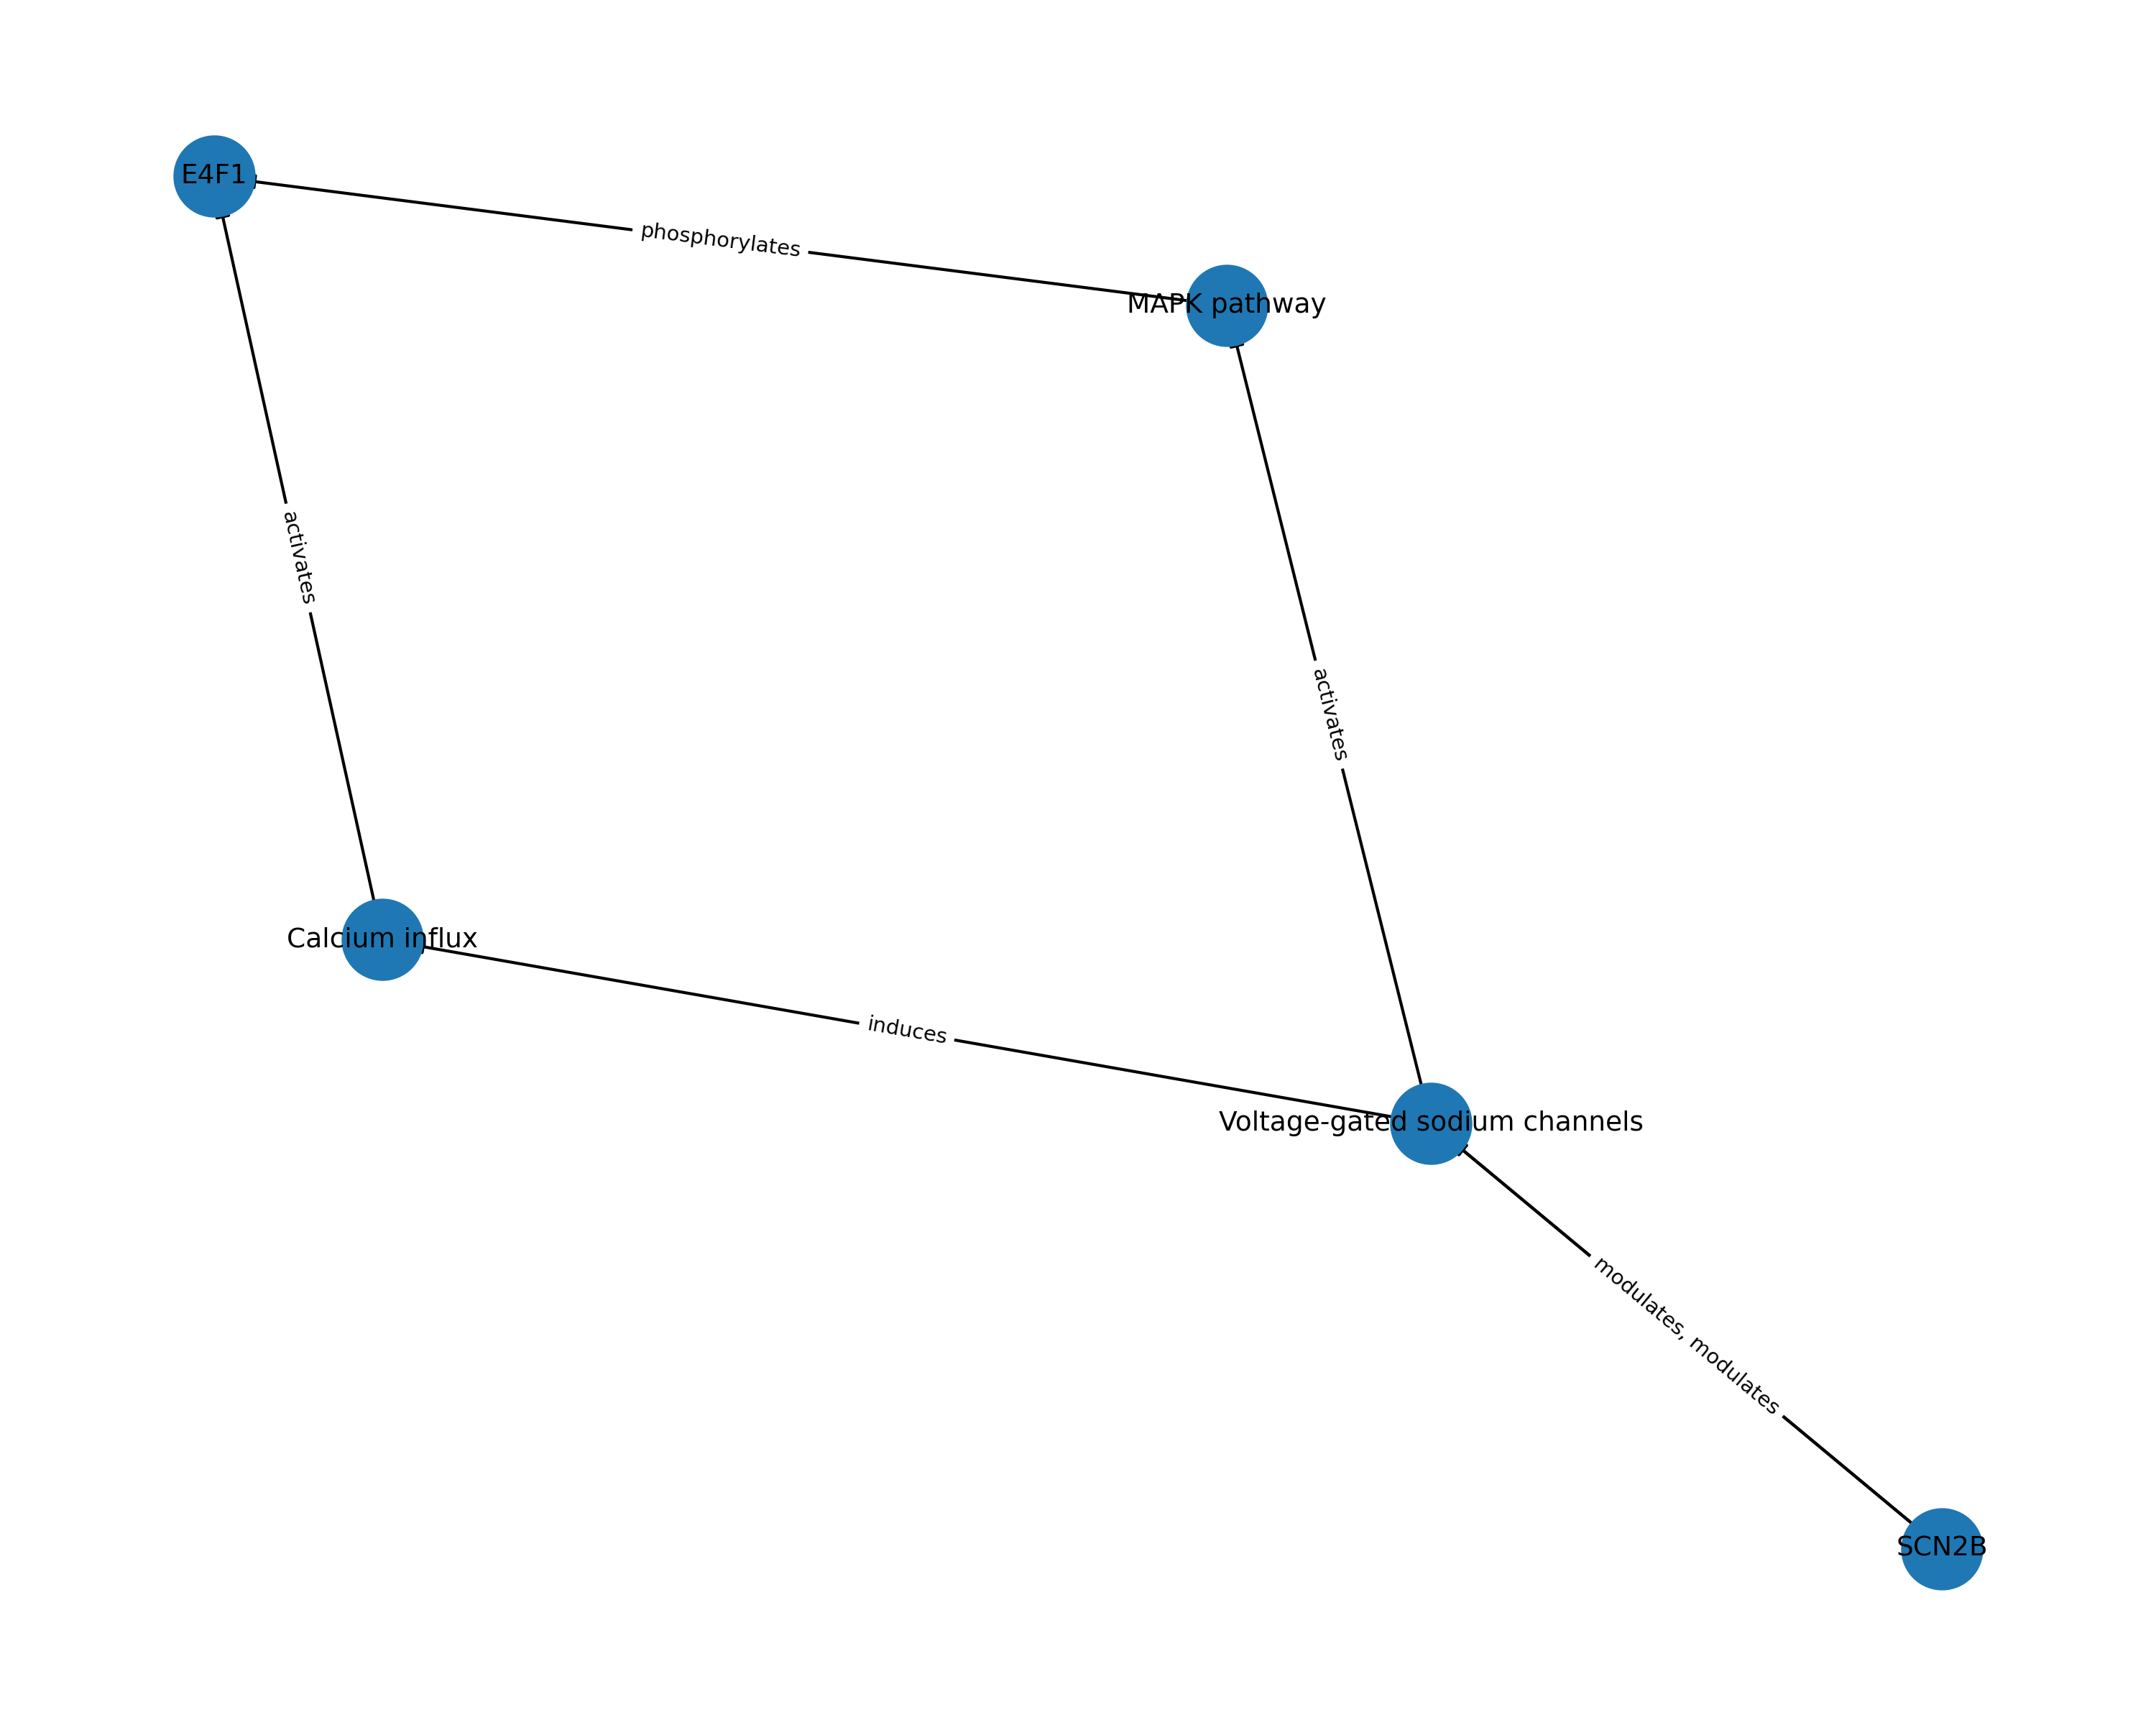 E4F1
phosphorylates
MAPK pathway
activates
activates
Calcium influx
induces
Voltage-gated sodium channels
modulates, modulates
SCN2B